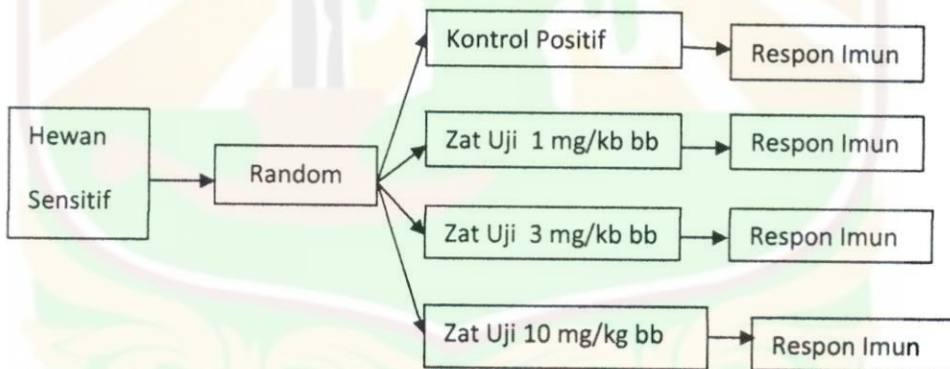 Kontrol Positif
Respon Imun
Hewan
Sensitif
Random
Zat Uji 1 mg/kb bb
Respon Imun
Zat Uji 3 mg/kb bb
Respon Imun
Zat Uji 10 mg/kg bb
Respon Imun